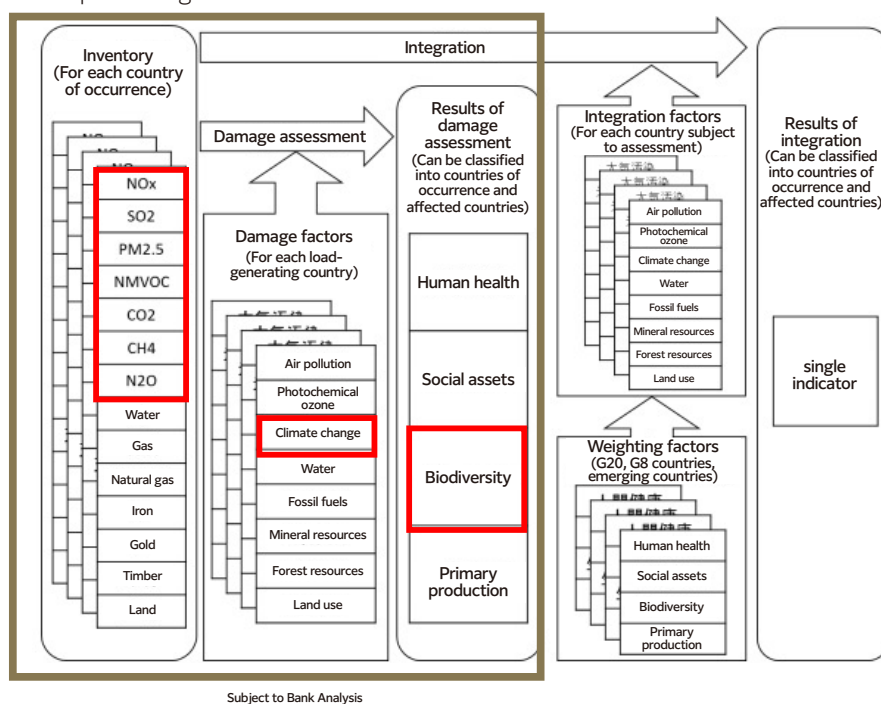 Integration
Inventory
(For each country
of occurrence)
NOx
SO2
PM2.5
NMVOC
CO2
CH4
N2O
Water
Gas
Natural gas
Iron
Gold
Timber
Land
Damage assessment
Damage factors
(For each load-
generating country)
Air pollution
Photochemical
ozone
Climate change
Water
Fossil fuels
Mineral resources
Forest resources
Land use
Results of
damage
assessment
(Can be classified
into countries of
occurrence and
affected countries)
Human health
Social assets
Biodiversity
Primary
production
Integration factors
(For each country subject
to assessment)
大気汚染
Air pollution
Photochemical
ozone
Climate change
Water
Fossil fuels
Mineral resources
Forest resources
Land use
Weighting factors
(G20, G8 countries,
emerging countries)
Human health
Social assets
Biodiversity
Primary
production
Results of
integration
(Can be classified
into countries of
occurrence and
affected countries)
single
indicator
Subject to Bank Analysis